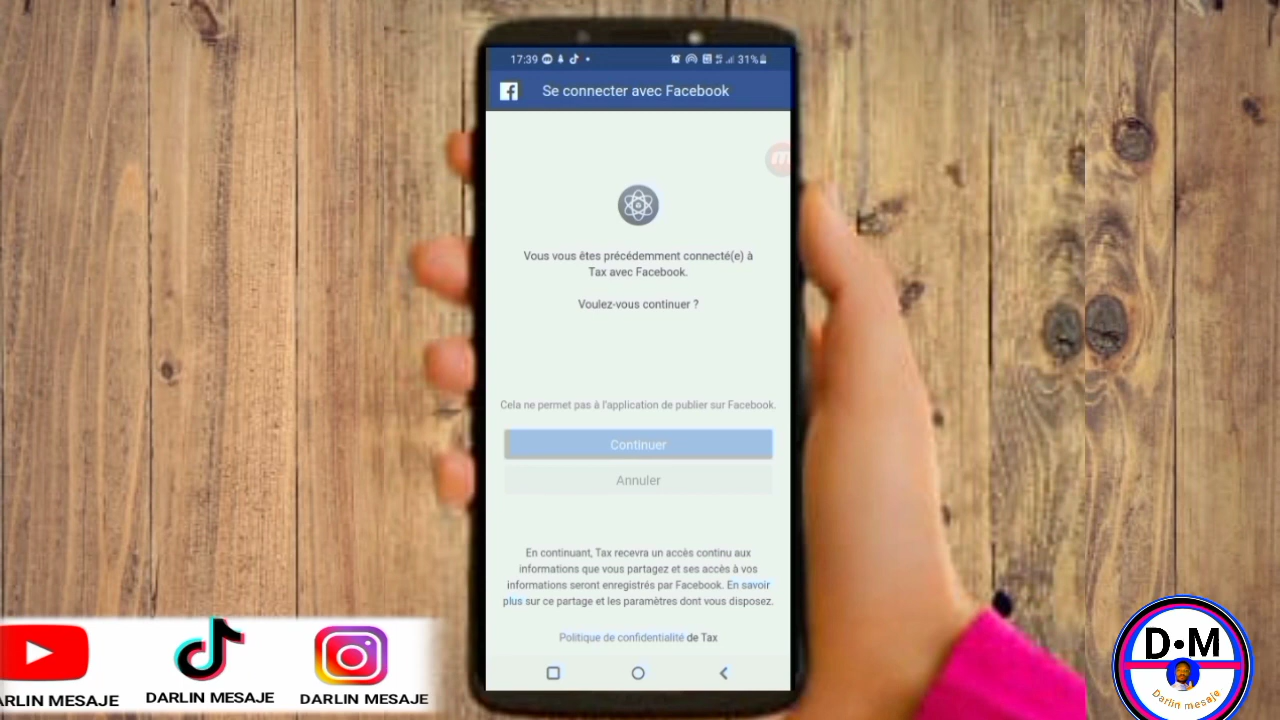 17:39
31%
Se connecter avec Facebook
Vous vous êtes précédemment connecté(e) à
Tax avec Facebook.
Voulez-vous continuer ?
Cela ne permet pas à l'application de publier sur Facebook.
Continuer
Annuler
En continuant, Tax recevra un accès continu aux
informations que vous partagez et ses accès à vos
informations seront enregistrés par Facebook. En savoir
plus sur ce partage et les paramètres dont vous disposez.
Politique de confidentialité de Tax
ARLIN MESAJE
DARLIN MESAJE
DARLIN MESAJE
D•M
Darlin mesaje